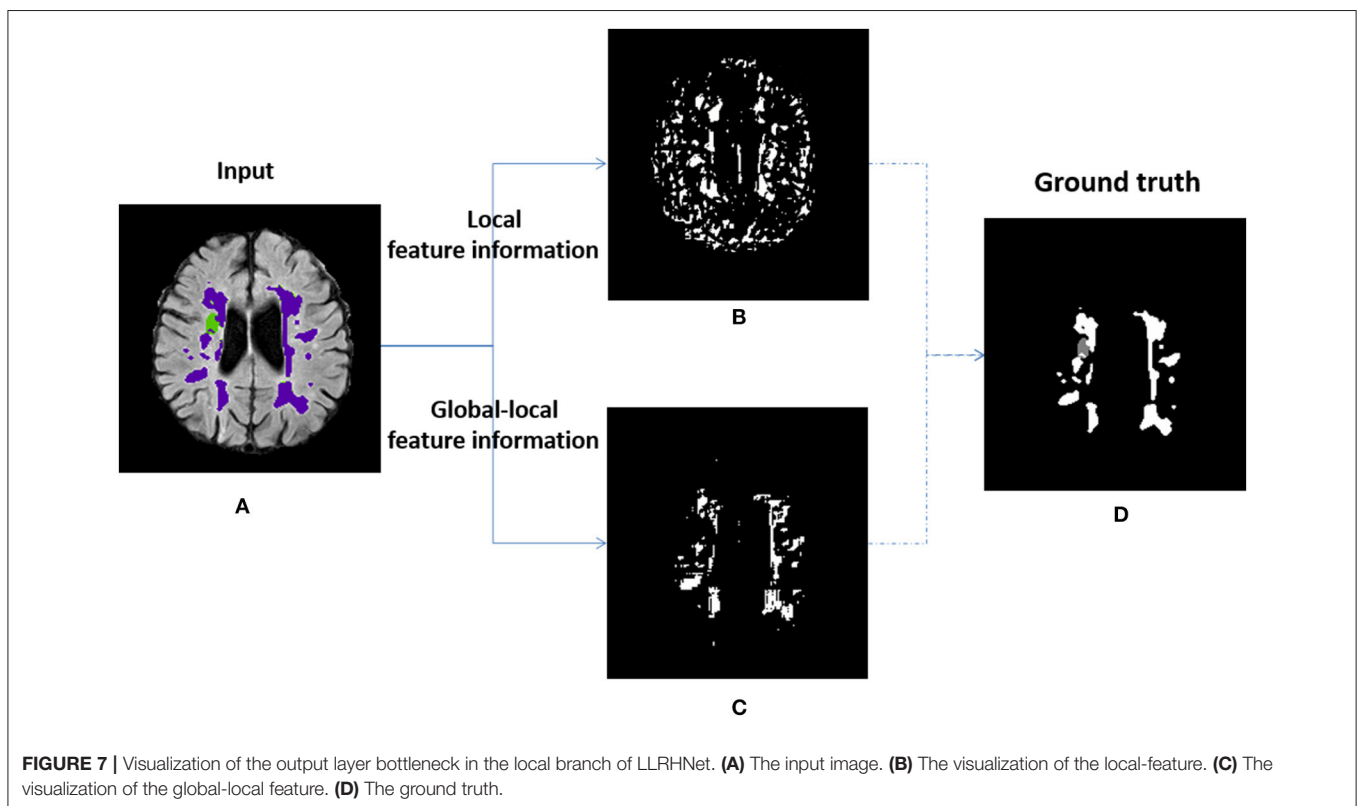 Input
Local
feature information
Global-local
feature information
Ground truth
A
B
C
D
FIGURE 7 | Visualization of the output layer bottleneck in the local branch of LLRHNet. (A) The input image. (B) The visualization of the local-feature. (C) The
visualization of the global-local feature. (D) The ground truth.